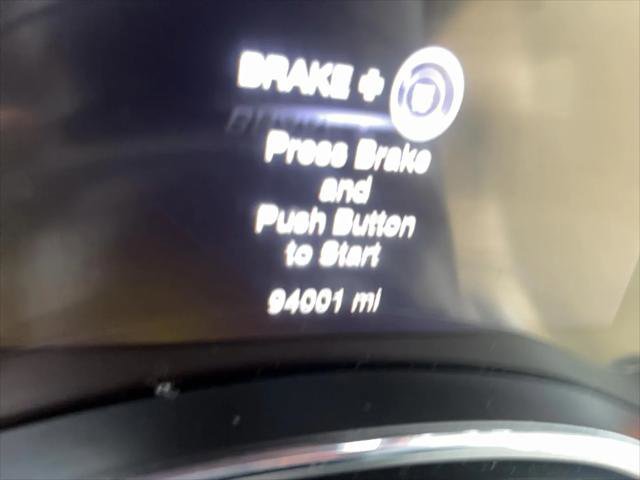 BRAKE +
Press Brake
and
Push Button
to Start
94001 mi